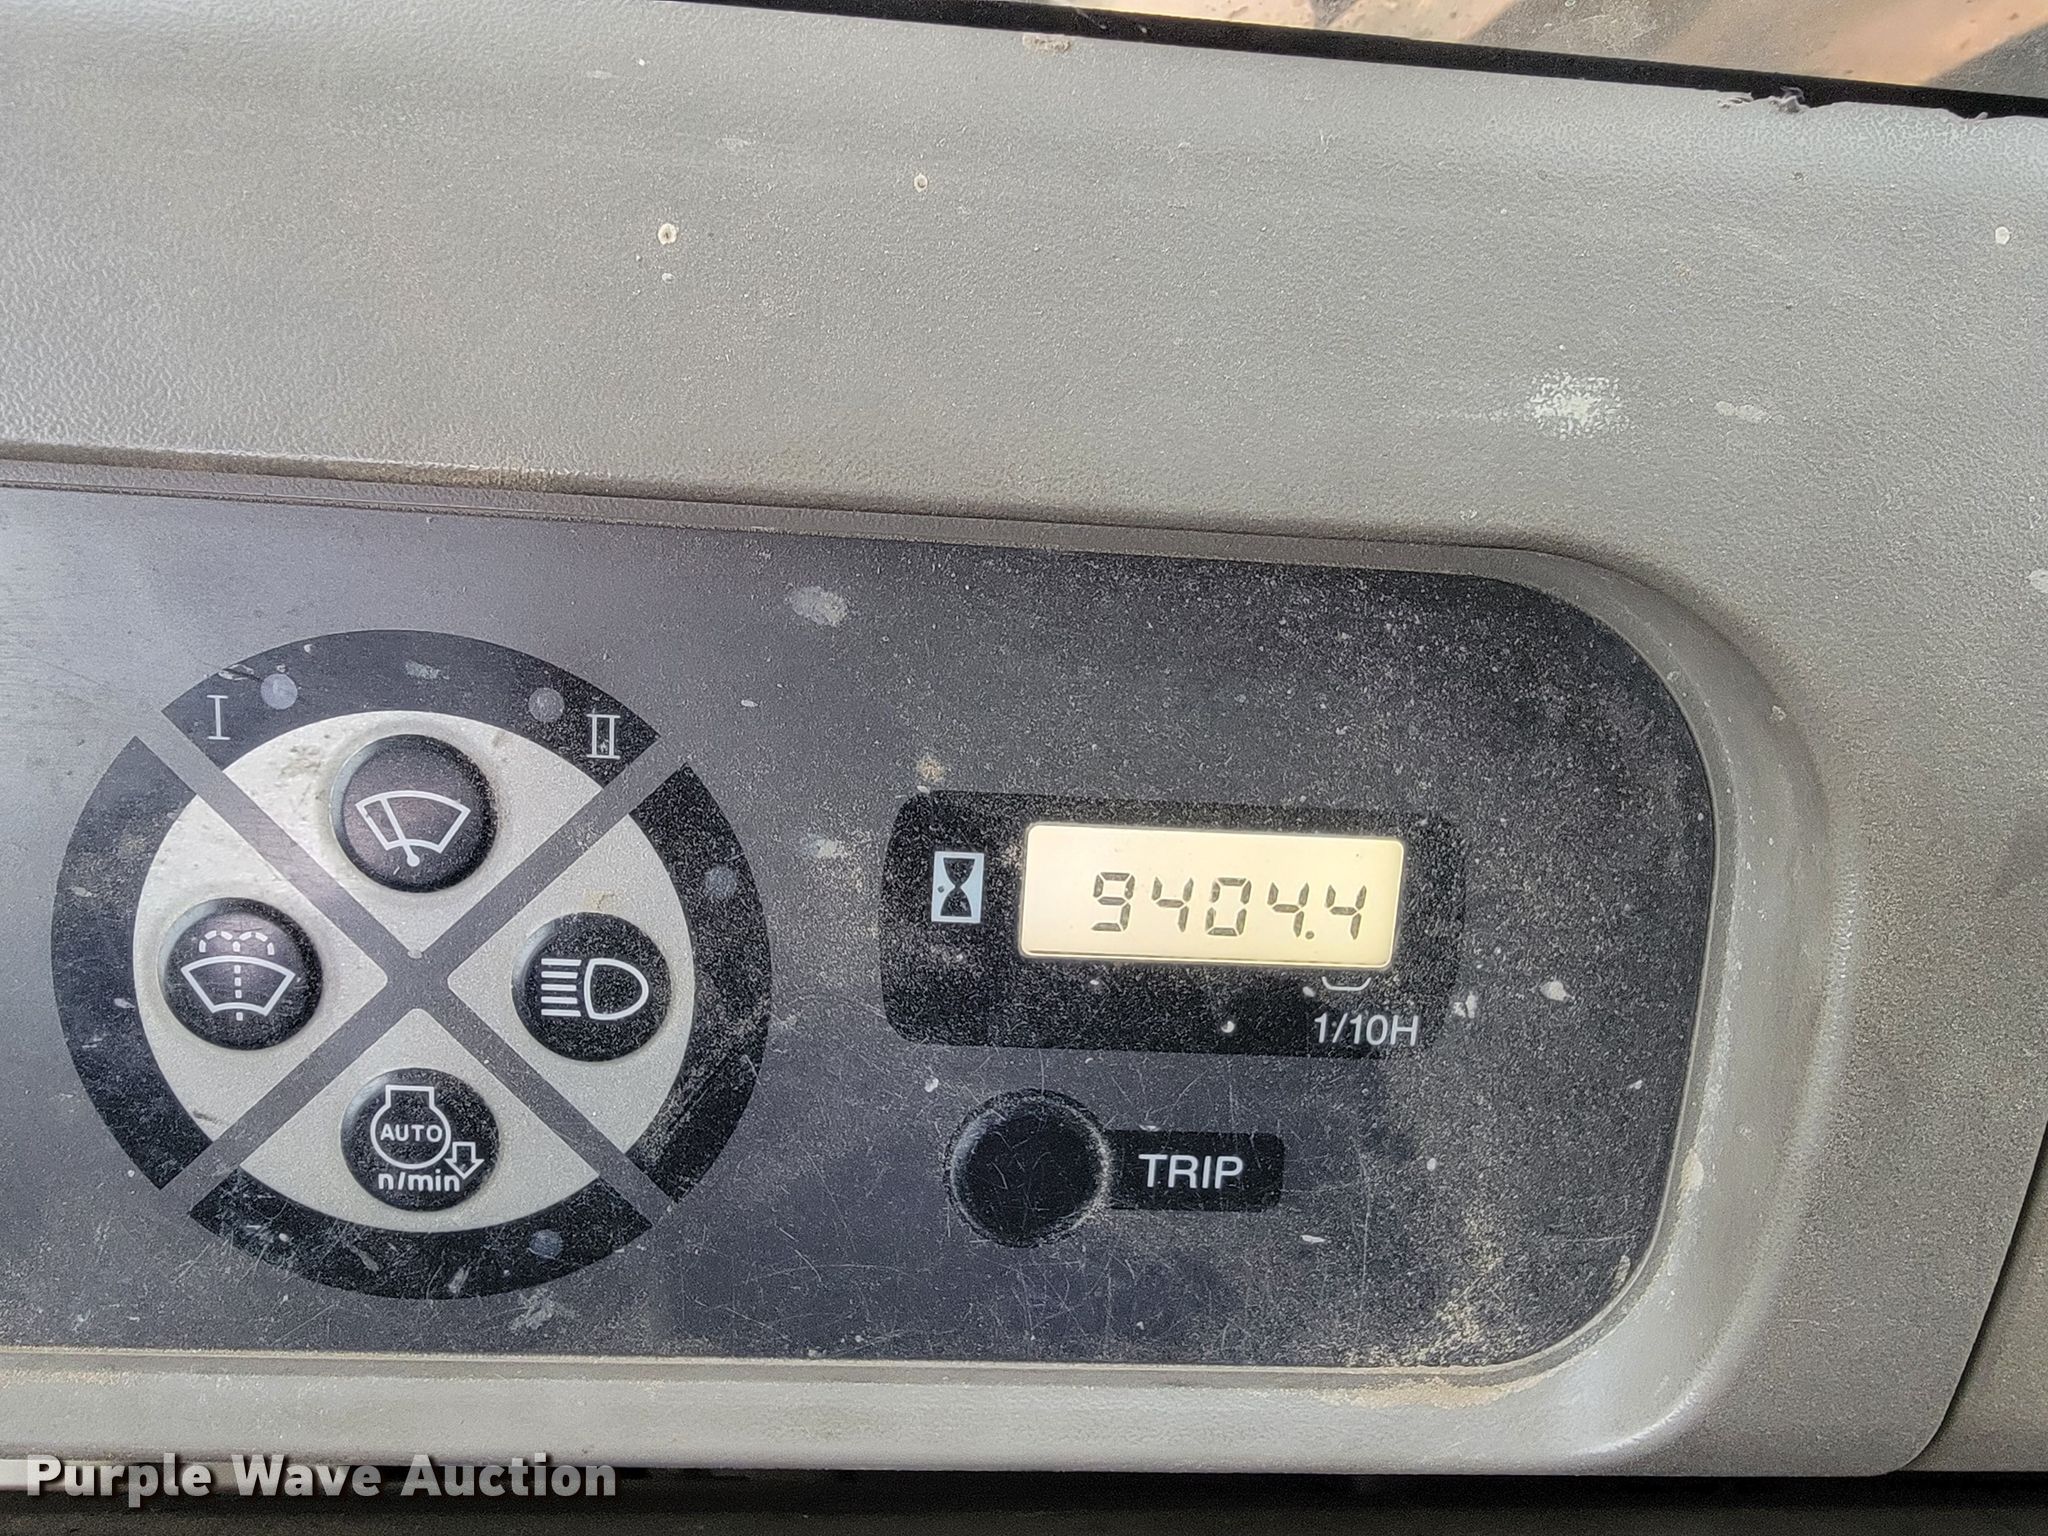 I
II
9404.4
1/10H
AUTO
n/min
TRIP
Purple Wave Auction